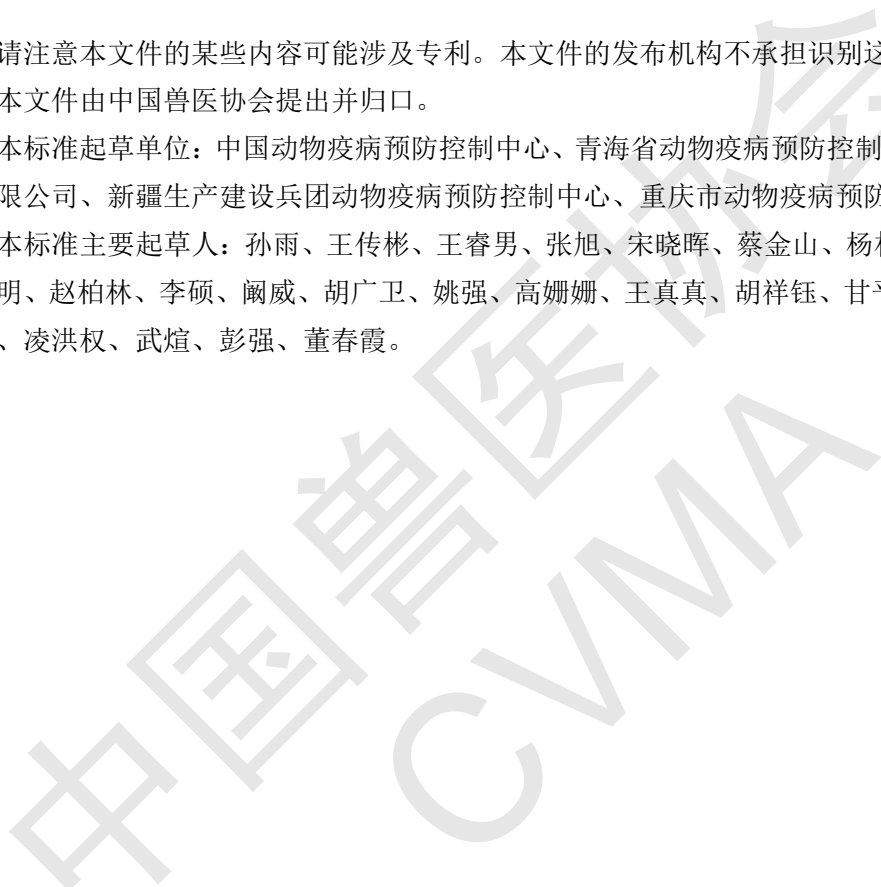 请注意本文件的某些内容可能涉及专利。本文件的发布机构不承担识别这
本文件由中国兽医协会提出并归口。
本标准起草单位：中国动物疫病预防控制中心、青海省动物疫病预防控制
限公司、新疆生产建设兵团动物疫病预防控制中心、重庆市动物疫病预防
本标准主要起草人：孙雨、王传彬、王睿男、张旭、宋晓晖、蔡金山、杨
明、赵柏林、李硕、阚威、胡广卫、姚强、高姗姗、王真真、胡祥钰、甘
、凌洪权、武煊、彭强、董春霞。
中国兽医协会
CVMA